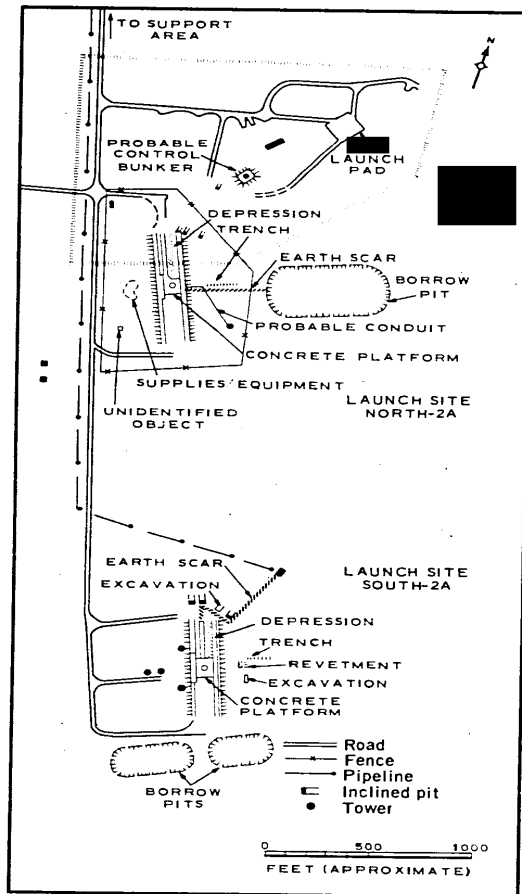 TO SUPPORT
AREA
N
PROBABLE
CONTROL
BUNKER
LAUNCH
PAD
DEPRESSION
TRENCH
EARTH SCAR
BORROW
PIT
PROBABLE CONDUIT
CONCRETE PLATFORM
SUPPLIES/EQUIPMENT
UNIDENTIFIED
OBJECT
LAUNCH SITE
NORTH-2A
EARTH SCAR
EXCAVATION
LAUNCH SITE
SOUTH-2A
DEPRESSION
TRENCH
REVETMENT
EXCAVATION
CONCRETE
PLATFORM
BORROW
PITS
Road
Fence
Pipeline
Inclined pit
Tower
0 500 1000
FEET (APPROXIMATE)